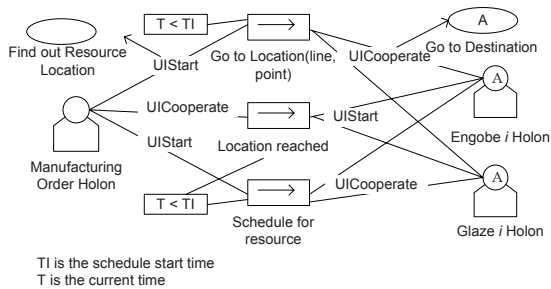 T < TI
A
Find out Resource
Location
Go to Location(line,
point)
Go to Destination
UIStart
UICooperate
A
UICooperate
UIStart
Engobe i Holon
UIStart
Location reached
Manufacturing
Order Holon
A
T < TI
UICooperate
Schedule for
resource
Glaze i Holon
TI is the schedule start time
T is the current time